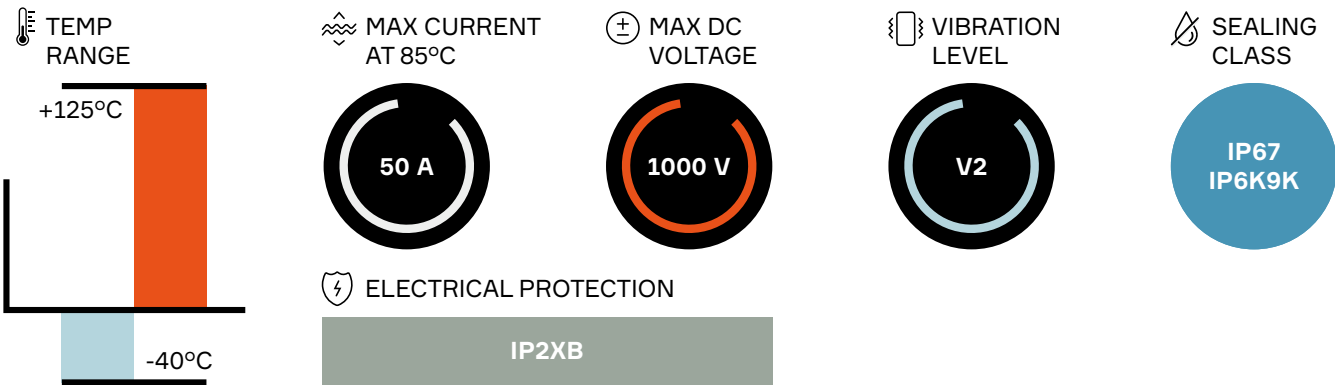 TEMP
RANGE
+125°C
-40°C
MAX CURRENT
AT 85°C
50 A
MAX DC
VOLTAGE
1000 V
VIBRATION
LEVEL
V2
SEALING
CLASS
IP67
IP6K9K
ELECTRICAL PROTECTION
IP2XB